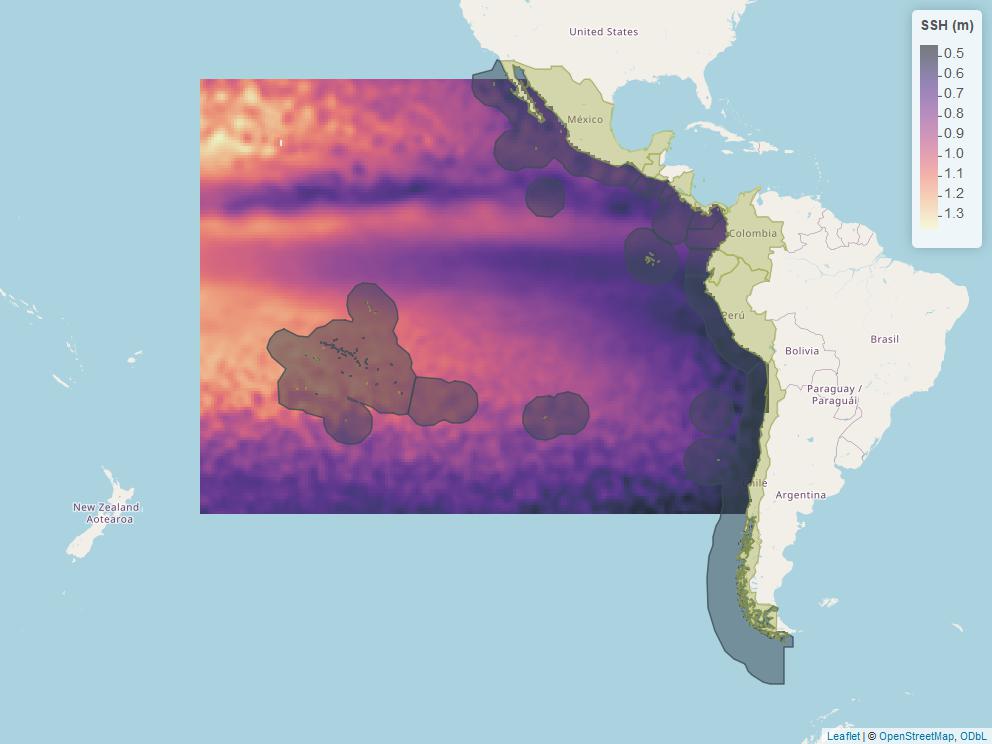 United States
SSH (m)
0.5
0.6
0.7
0.8
0.9
1.0
1.1
1.2
1.3
México
Colombia
Perú
Brasil
Bolivia
Paraguay /
Paraguái
hile
Argentina
New Zealand
Aotearoa
Leaflet | © OpenStreetMap, ODbL